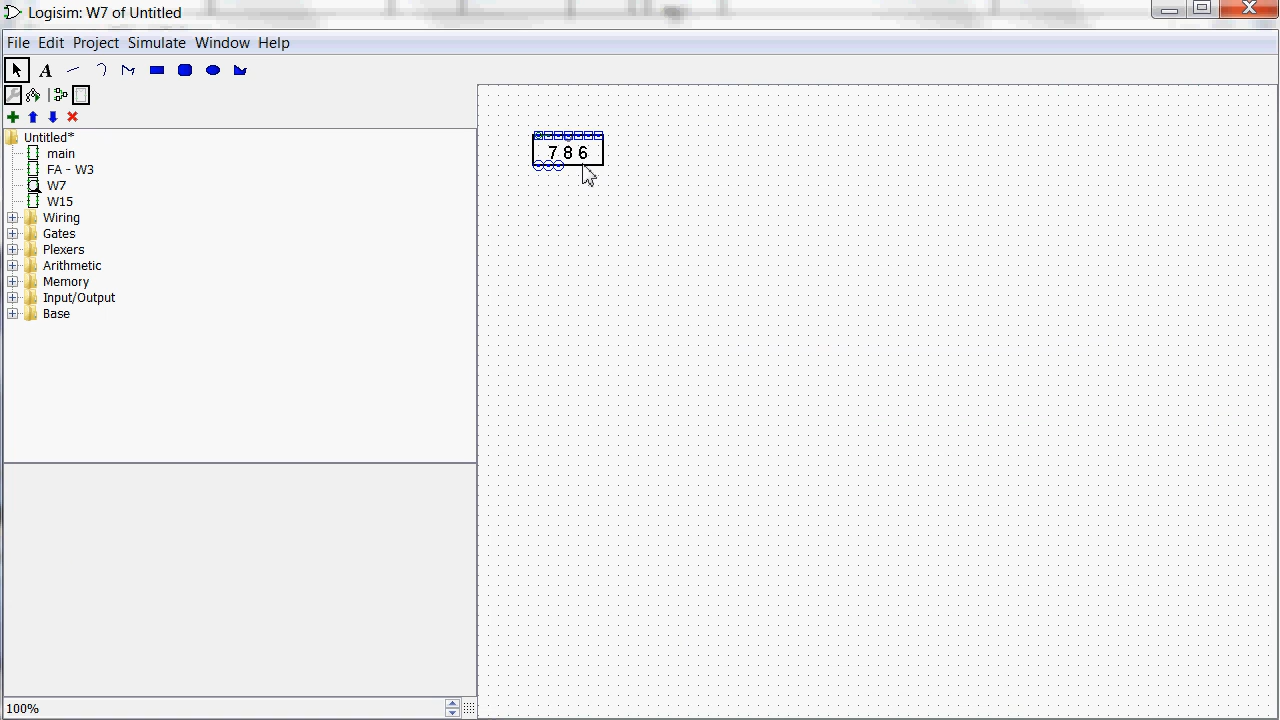 Logisim: W7 of Untitled
File Edit Project Simulate Window Help
A
Untitled*
main
FA - W3
W7
W15
Wiring
Gates
Plexers
Arithmetic
Memory
Input/Output
Base
7 8 6
100%